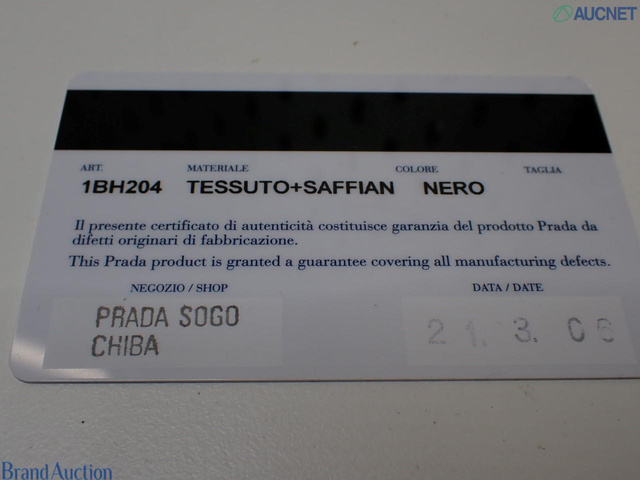 AUCNET
ART. MATERIALE COLORE TAGLIA
1BH204 TESSUTO+SAFFIAN NERO
Il presente certificato di autenticità costituisce garanzia del prodotto Prada da
difetti originari di fabbricazione.
This Prada product is granted a guarantee covering all manufacturing defects.
NEGOZIO / SHOP DATA / DATE
PRADA SOGO
CHIBA
21. 3. 06
BrandAuction